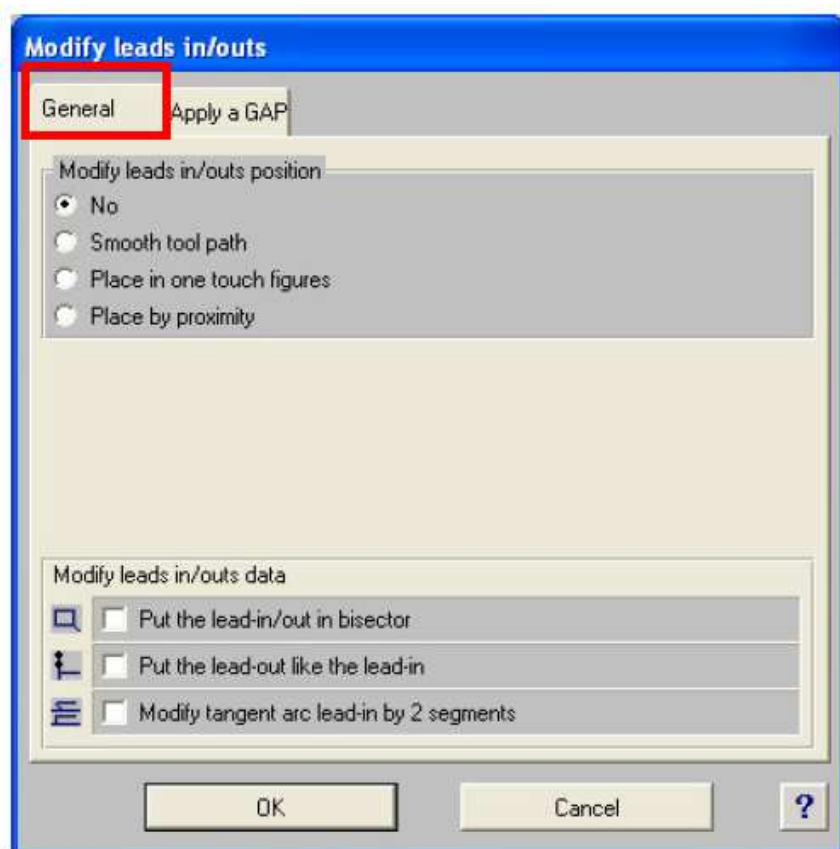 Modify leads in/outs
General
Apply a GAP
Modify leads in/outs position
No
Smooth tool path
Place in one touch figures
Place by proximity
Modify leads in/outs data
Put the lead-in/out in bisector
Put the lead-out like the lead-in
Modify tangent arc lead-in by 2 segments
OK
Cancel
?